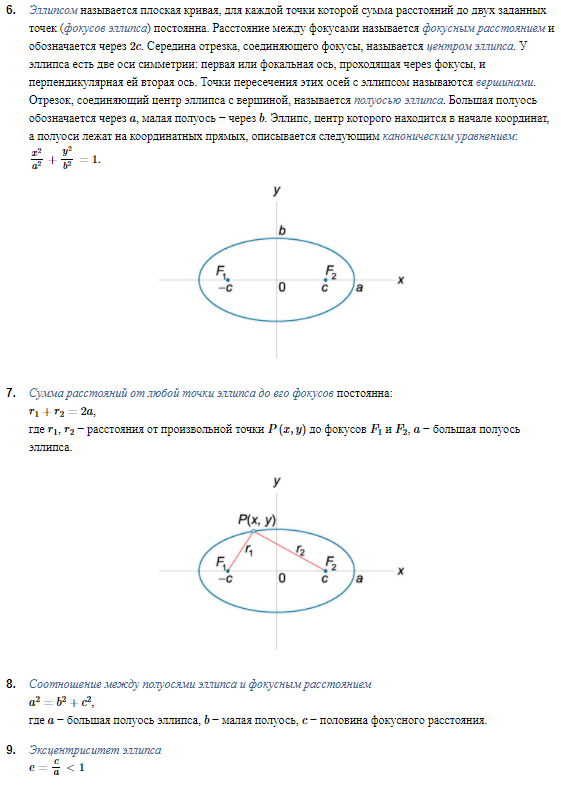 6. Эллипсом называется плоская кривая, для каждой точки которой сумма расстояний до двух заданных
точек (фокусов эллипса) постоянна. Расстояние между фокусами называется фокусным расстоянием и
обозначается через 2c. Середина отрезка, соединяющего фокусы, называется центром эллипса. У
эллипса есть две оси симметрии: первая или фокальная ось, проходящая через фокусы, и
перпендикулярная ей вторая ось. Точки пересечения этих осей с эллипсом называются вершинами.
Отрезок, соединяющий центр эллипса с вершиной, называется полуосью эллипса. Большая полуось
обозначается через a, малая полуось − через b. Эллипс, центр которого находится в начале координат,
а полуоси лежат на координатных прямых, описывается следующим каноническим уравнением:
x²/a² + y²/b² = 1.
y
b
F₁ F₂
x
−c 0 c a
7. Сумма расстояний от любой точки эллипса до его фокусов постоянна:
r₁ + r₂ = 2a,
где r₁, r₂ − расстояния от произвольной точки P (x, y) до фокусов F₁ и F₂, a − большая полуось
эллипса.
y
P(x, y)
r₁ r₂
F₁ F₂
x
−c 0 c a
8. Соотношение между полуосями эллипса и фокусным расстоянием
a² = b² + c²,
где a − большая полуось эллипса, b − малая полуось, c − половина фокусного расстояния.
9. Эксцентриситет эллипса
e = c/a < 1